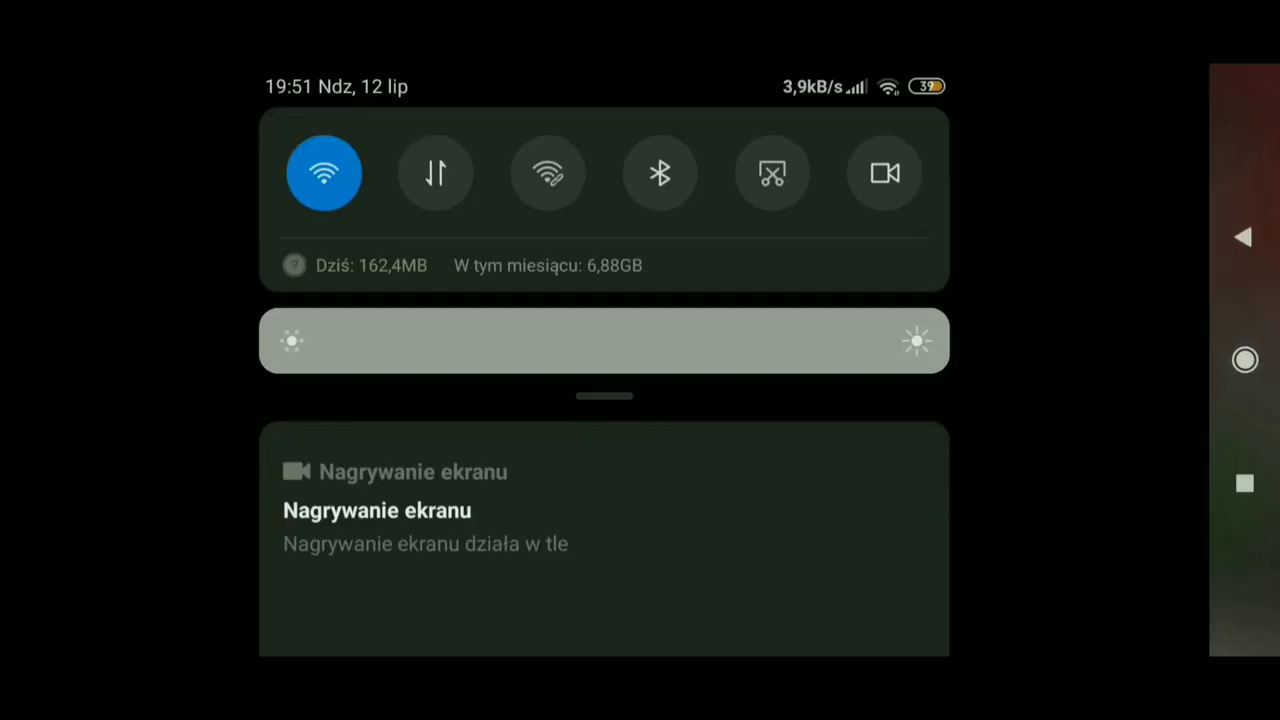 19:51 Ndz, 12 lip
3,9kB/s
39
? Dziś: 162,4MB W tym miesiącu: 6,88GB
Nagrywanie ekranu
Nagrywanie ekranu
Nagrywanie ekranu działa w tle